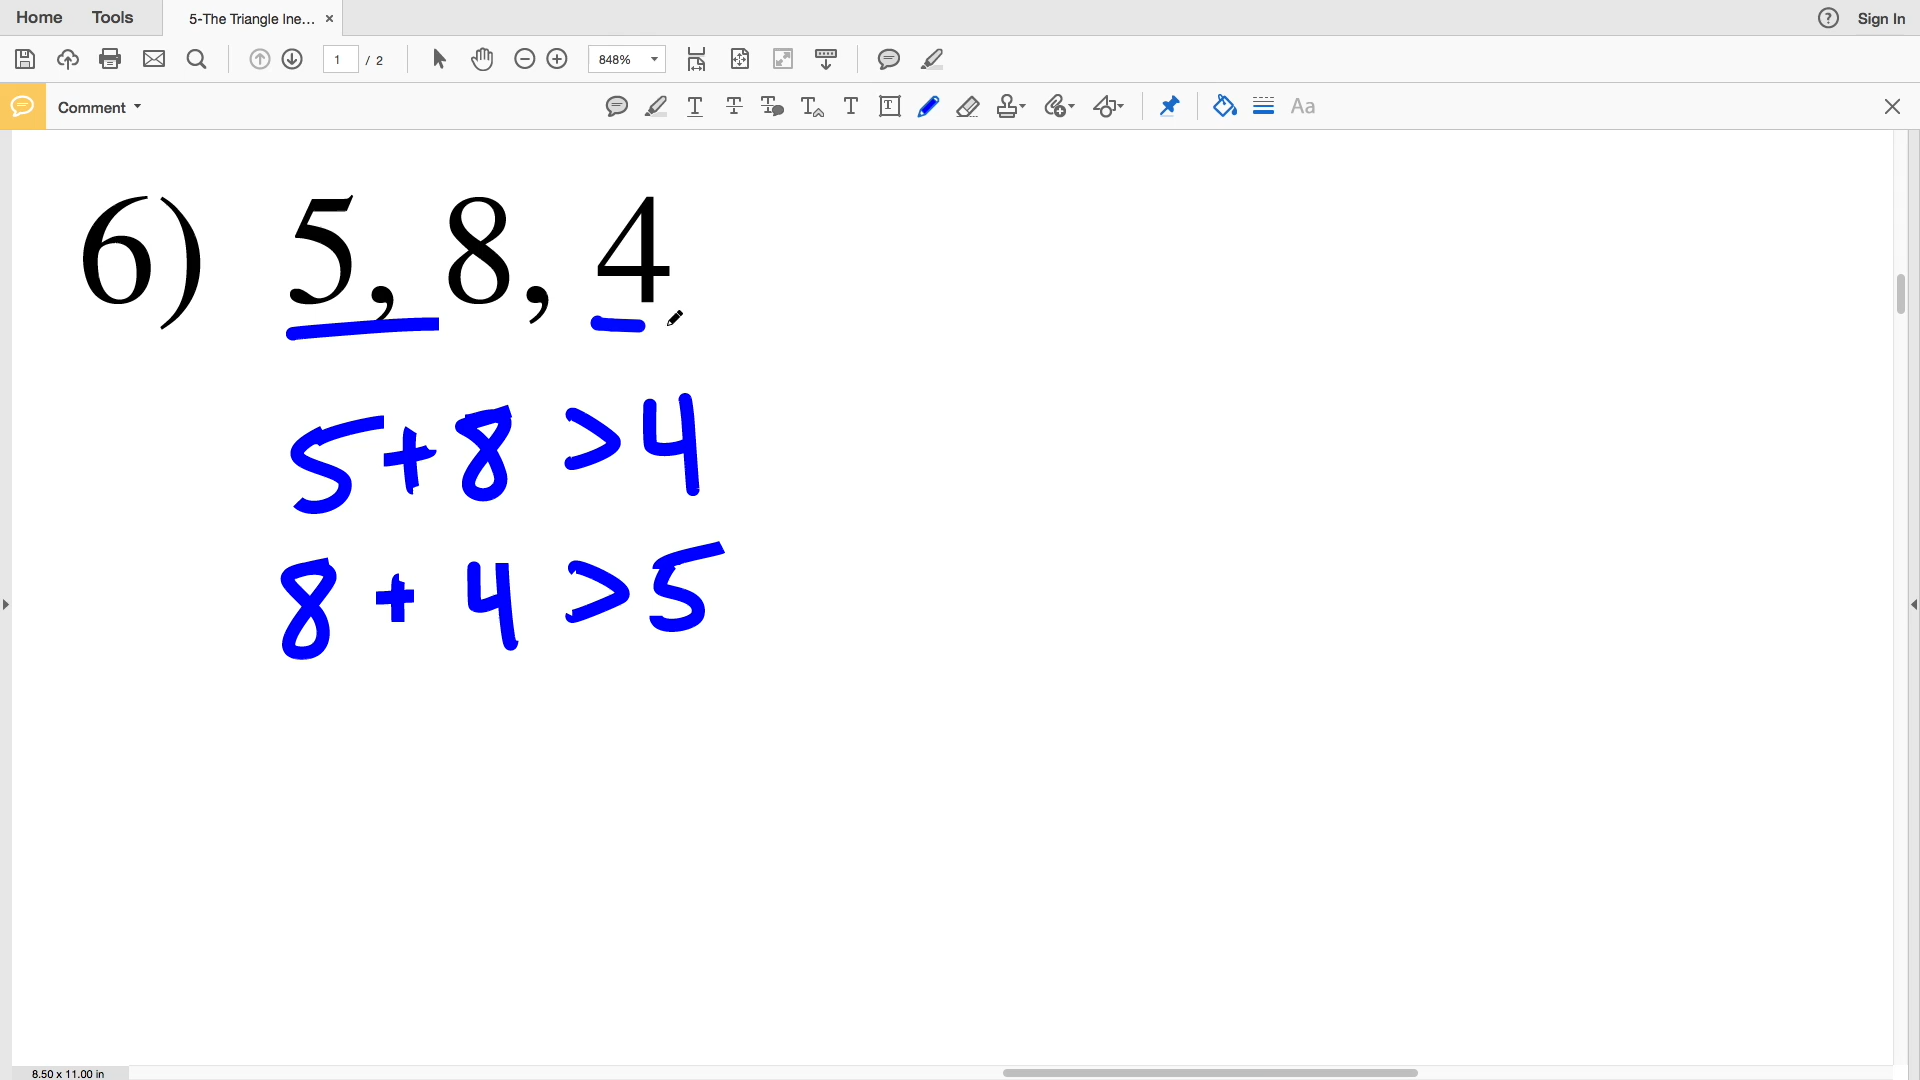 Home Tools 5-The Triangle Ine... × ? Sign In
1 / 2 848%
Comment T T T T T T Aa
6) 5, 8, 4
5+8 >4
8 + 4 >5
8.50 x 11.00 in